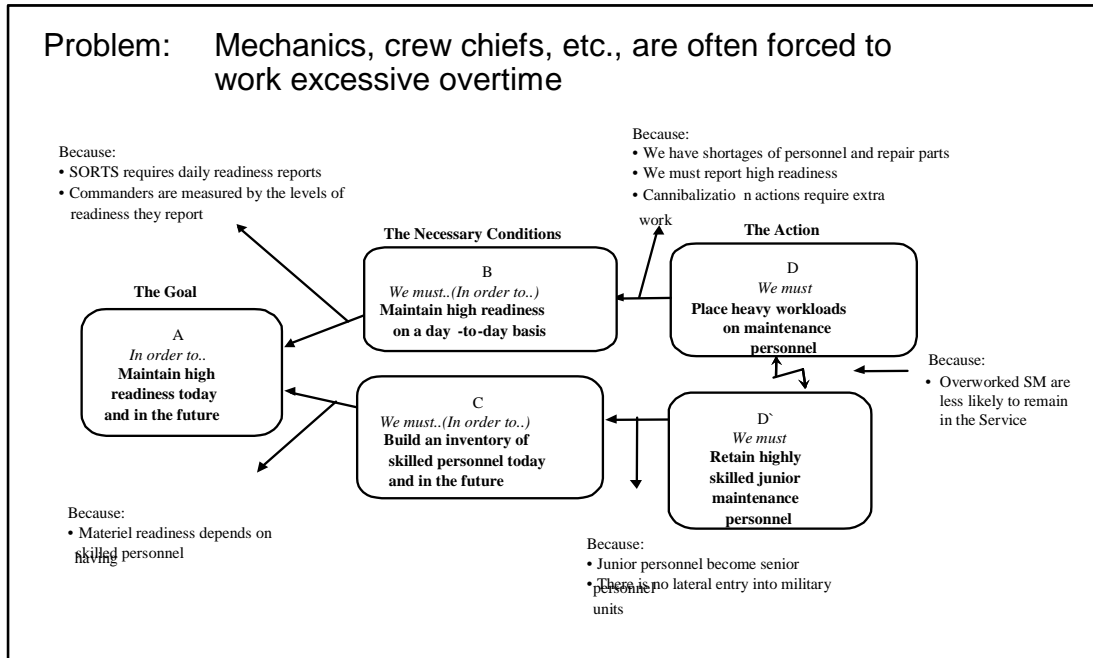 Problem: Mechanics, crew chiefs, etc., are often forced to
work excessive overtime
Because:
• SORTS requires daily readiness reports
• Commanders are measured by the levels of
readiness they report
Because:
• We have shortages of personnel and repair parts
• We must report high readiness
• Cannibalizatio n actions require extra
work
The Necessary Conditions
The Action
The Goal
B
We must..(In order to..)
Maintain high readiness
on a day -to-day basis
D
We must
Place heavy workloads
on maintenance
personnel
A
In order to..
Maintain high
readiness today
and in the future
Because:
• Overworked SM are
less likely to remain
in the Service
C
We must..(In order to..)
Build an inventory of
skilled personnel today
and in the future
D`
We must
Retain highly
skilled junior
maintenance
personnel
Because:
• Materiel readiness depends on
having
skilled personnel
Because:
• Junior personnel become senior
personnel
• There is no lateral entry into military
units